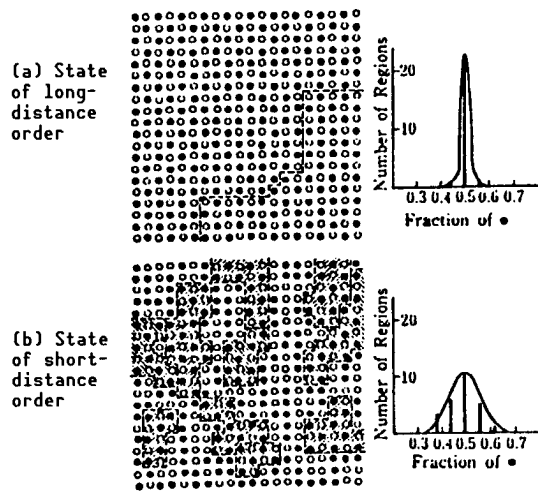 (a) State
of long-
distance
order
Number of Regions
20
10
0.3 0.4 0.5 0.6 0.7
Fraction of ●
(b) State
of short-
distance
order
Number of Regions
20
10
0.3 0.4 0.5 0.6 0.7
Fraction of ●